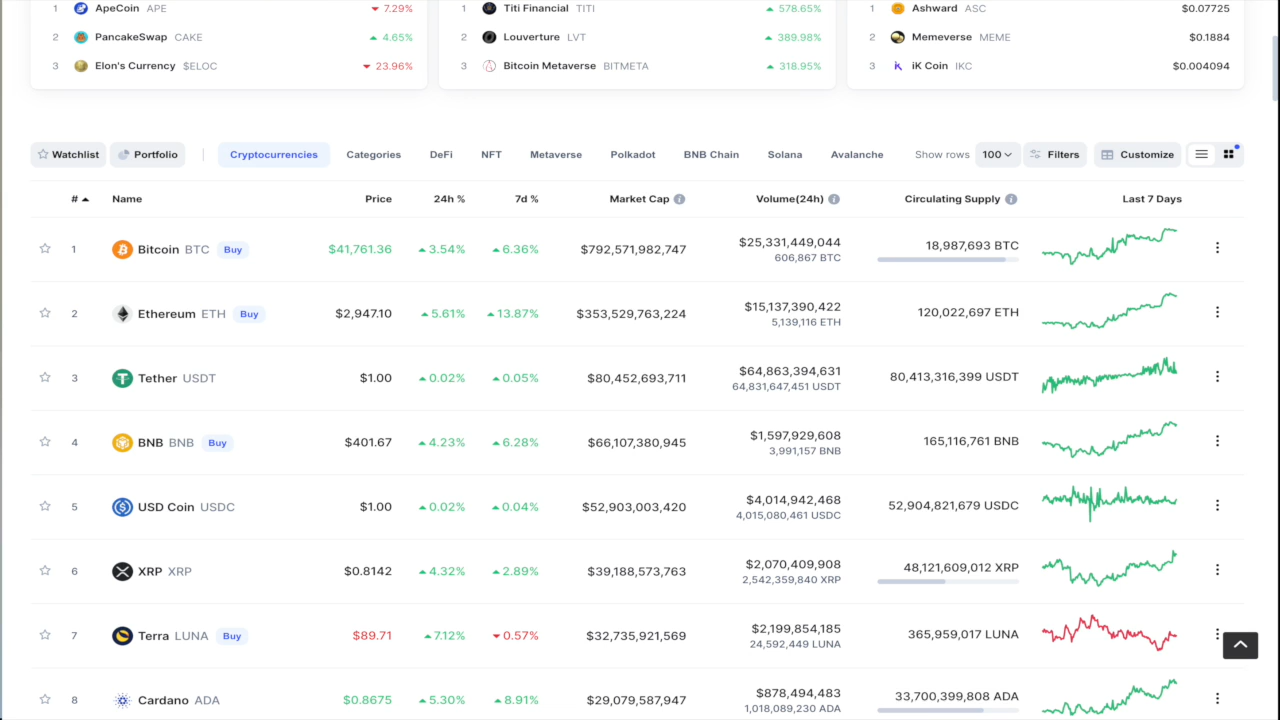 1 ApeCoin APE 7.29%
2 PancakeSwap CAKE 4.65%
3 Elon's Currency $ELOC 23.96%
1 Titi Financial TITI 578.65%
2 Louverture LVT 389.98%
3 Bitcoin Metaverse BITMETA 318.95%
1 Ashward ASC $0.07725
2 Memeverse MEME $0.1884
3 iK Coin IKC $0.004094
Watchlist Portfolio Cryptocurrencies Categories DeFi NFT Metaverse Polkadot BNB Chain Solana Avalanche Show rows 100 Filters Customize
# Name Price 24h % 7d % Market Cap Volume(24h) Circulating Supply Last 7 Days
1 Bitcoin BTC Buy $41,761.36 3.54% 6.36% $792,571,982,747 $25,331,449,044 18,987,693 BTC
606,867 BTC
2 Ethereum ETH Buy $2,947.10 5.61% 13.87% $353,529,763,224 $15,137,390,422 120,022,697 ETH
5,139,116 ETH
3 Tether USDT $1.00 0.02% 0.05% $80,452,693,711 $64,863,394,631 80,413,316,399 USDT
64,831,647,451 USDT
4 BNB BNB Buy $401.67 4.23% 6.28% $66,107,380,945 $1,597,929,608 165,116,761 BNB
3,991,157 BNB
5 USD Coin USDC $1.00 0.02% 0.04% $52,903,003,420 $4,014,942,468 52,904,821,679 USDC
4,015,080,461 USDC
6 XRP XRP $0.8142 4.32% 2.89% $39,188,573,763 $2,070,409,908 48,121,609,012 XRP
2,542,359,840 XRP
7 Terra LUNA Buy $89.71 7.12% 0.57% $32,735,921,569 $2,199,854,185 365,959,017 LUNA
24,592,449 LUNA
8 Cardano ADA $0.8675 5.30% 8.91% $29,079,587,947 $878,494,483 33,700,399,808 ADA
1,018,089,230 ADA